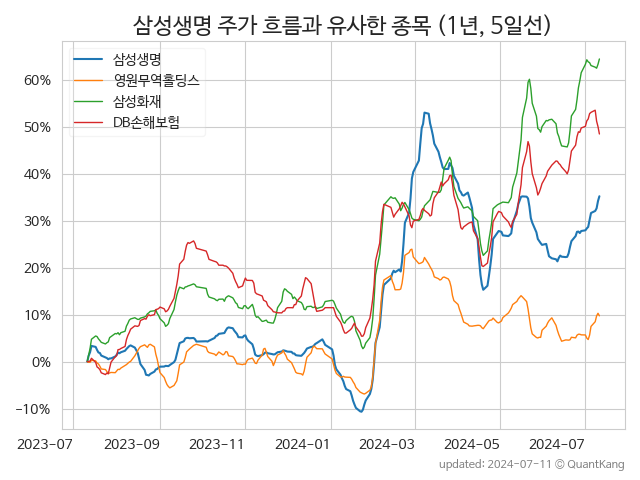 삼성생명 주가 흐름과 유사한 종목 (1년, 5일선)
삼성생명
영원무역홀딩스
삼성화재
DB손해보험
60%
50%
40%
30%
20%
10%
0%
−10%
2023-07
2023-09
2023-11
2024-01
2024-03
2024-05
2024-07
updated: 2024-07-11 © QuantKang